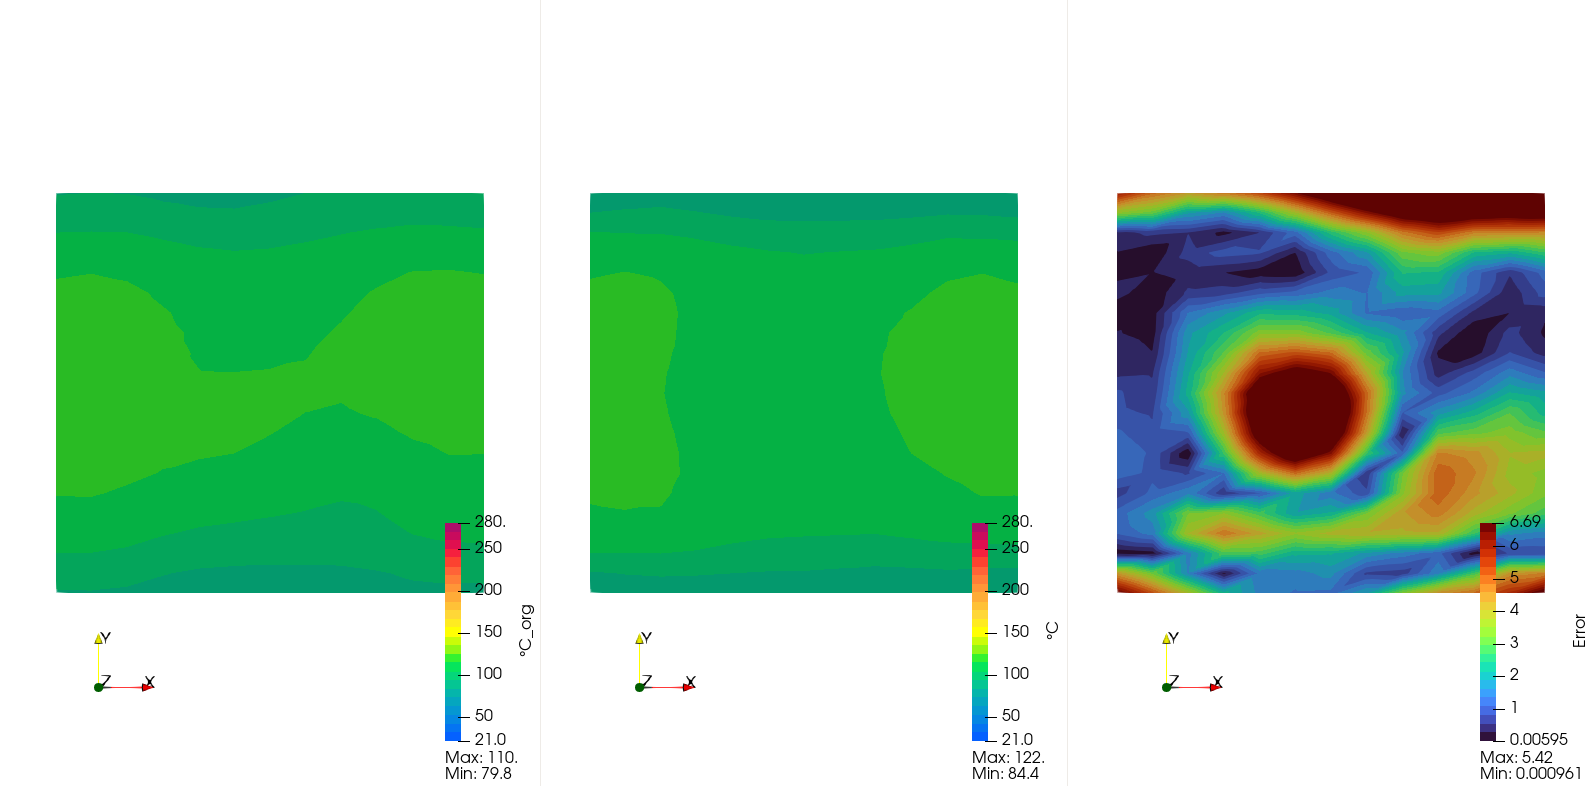 280.
250
200
150
100
50
21.0
°C_org
Max: 110.
Min: 79.8
Y
Z
X
280.
250
200
150
100
50
21.0
°C
Max: 122.
Min: 84.4
Y
Z
X
6.69
6
5
4
3
2
1
0.00595
Error
Max: 5.42
Min: 0.000961
Y
Z
X